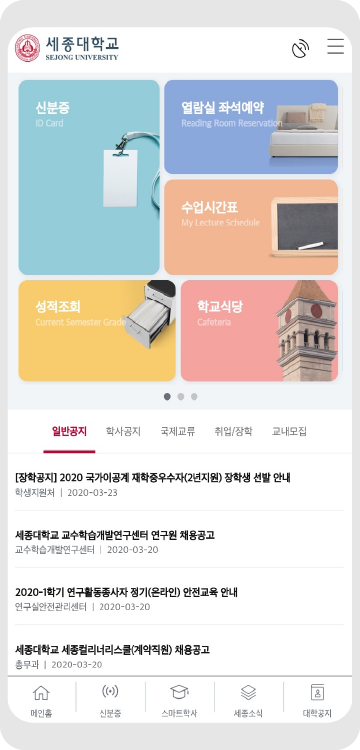 세종대학교
SEJONG UNIVERSITY
신분증
ID Card
열람실 좌석예약
Reading Room Reservation
수업시간표
My Lecture Schedule
성적조회
Current Semester Grade
학교식당
Cafeteria
일반공지 학사공지 국제교류 취업/장학 교내모집
[장학공지] 2020 국가이공계 재학중우수자(2년지원) 장학생 선발 안내
학생지원처 | 2020-03-23
세종대학교 교수학습개발연구센터 연구원 채용공고
교수학습개발연구센터 | 2020-03-20
2020-1학기 연구활동종사자 정기(온라인) 안전교육 안내
연구실안전관리센터 | 2020-03-20
세종대학교 세종컬리너리스쿨(계약직원) 채용공고
총무과 | 2020-03-20
메인홈 신분증 스마트학사 세종소식 대학공지